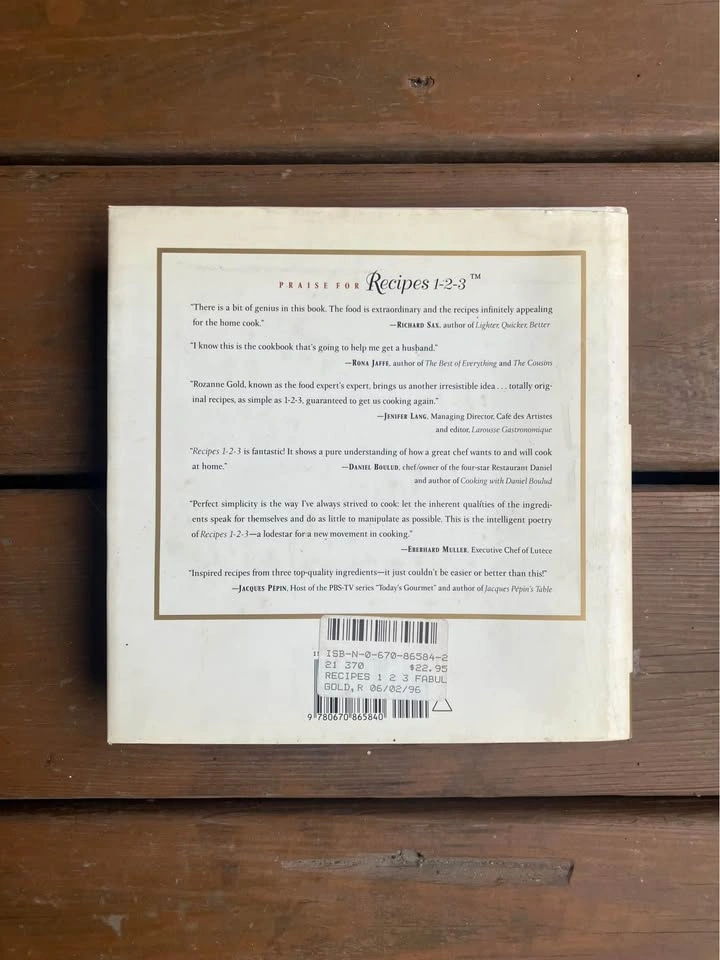 PRAISE FOR Recipes 1-2-3™
"There is a bit of genius in this book. The food is extraordinary and the recipes infinitely appealing
for the home cook." —RICHARD SAX, author of Lighter, Quicker, Better
"I know this is the cookbook that's going to help me get a husband."
—RONA JAFFE, author of The Best of Everything and The Cousins
"Rozanne Gold, known as the food expert's expert, brings us another irresistible idea . . . totally orig-
inal recipes, as simple as 1-2-3, guaranteed to get us cooking again."
—JENIFER LANG, Managing Director, Café des Artistes
and editor, Larousse Gastronomique
"Recipes 1-2-3 is fantastic! It shows a pure understanding of how a great chef wants to and will cook
at home." —DANIEL BOULUD, chef/owner of the four-star Restaurant Daniel
and author of Cooking with Daniel Boulud
"Perfect simplicity is the way I've always strived to cook: let the inherent qualities of the ingredi-
ents speak for themselves and do as little to manipulate as possible. This is the intelligent poetry
of Recipes 1-2-3—a lodestar for a new movement in cooking."
—EBERHARD MULLER, Executive Chef of Lutèce
"Inspired recipes from three top-quality ingredients—it just couldn't be easier or better than this!"
—JACQUES PÉPIN, Host of the PBS-TV series "Today's Gourmet" and author of Jacques Pépin's Table
ISB-N-0-670-86584-2
21 370 $22.95
RECIPES 1 2 3 FABUL
GOLD,R 06/02/96
9 780670 865840